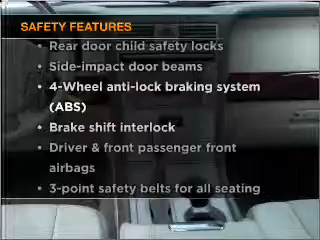 SAFETY FEATURES
• Rear door child safety locks
• Side-impact door beams
• 4-Wheel anti-lock braking system
(ABS)
• Brake shift interlock
• Driver & front passenger front
airbags
• 3-point safety belts for all seating